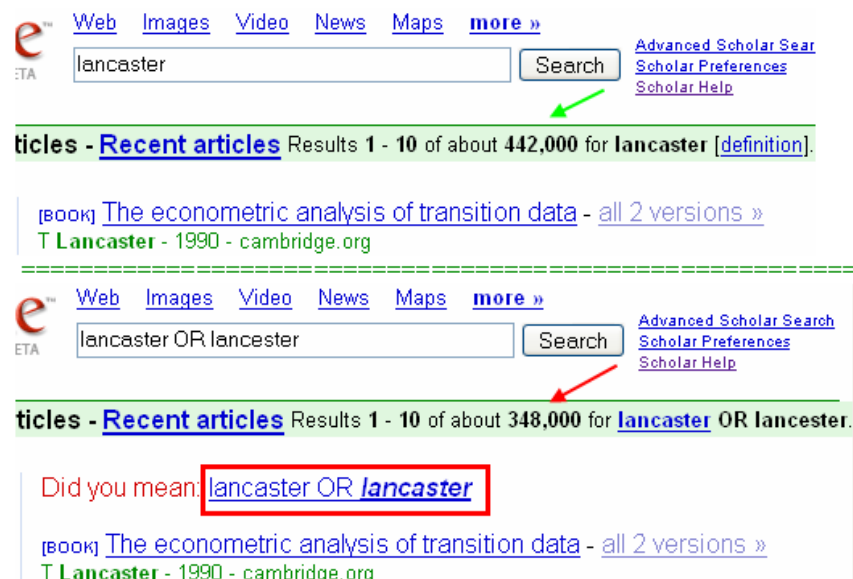 e™ Web Images Video News Maps more »
ETA lancaster Search Advanced Scholar Sear
Scholar Preferences
Scholar Help
ticles - Recent articles Results 1 - 10 of about 442,000 for lancaster [definition].
[BOOK] The econometric analysis of transition data - all 2 versions »
T Lancaster - 1990 - cambridge.org
e™ Web Images Video News Maps more »
ETA lancaster OR lancester Search Advanced Scholar Search
Scholar Preferences
Scholar Help
ticles - Recent articles Results 1 - 10 of about 348,000 for lancaster OR lancester.
Did you mean: lancaster OR lancaster
[BOOK] The econometric analysis of transition data - all 2 versions »
T Lancaster - 1990 - cambridge.org